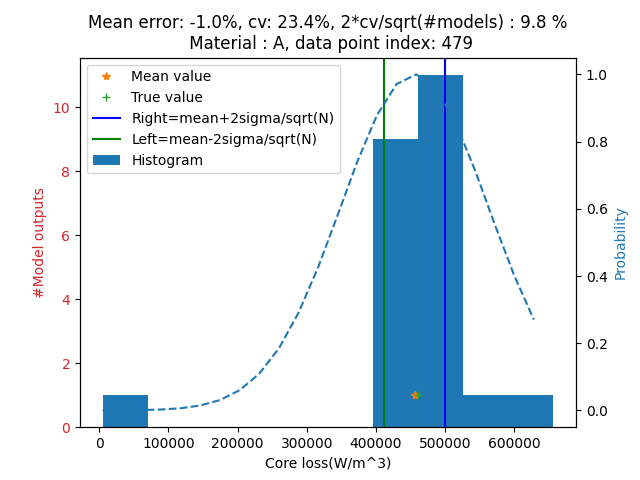 Mean error: -1.0%, cv: 23.4%, 2*cv/sqrt(#models) : 9.8 %
Material : A, data point index: 479
Mean value
True value
Right=mean+2sigma/sqrt(N)
Left=mean-2sigma/sqrt(N)
Histogram
#Model outputs
0
2
4
6
8
10
0.0
0.2
0.4
0.6
0.8
1.0
Probability
0
100000
200000
300000
400000
500000
600000
Core loss(W/m^3)